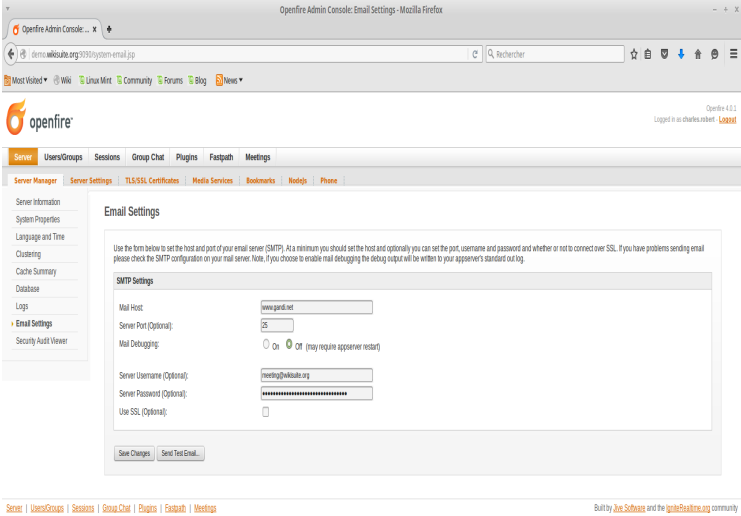 Openfire Admin Console: Email Settings - Mozilla Firefox
Openfire Admin Console: ...
demo.wikisuite.org:9090/system-email.jsp
Rechercher
Most Visited
Wiki
Linux Mint
Community
Forums
Blog
News
openfire
Openfire 4.0.1
Logged in as charles.robert - Logout
Server Users/Groups Sessions Group Chat Plugins Fastpath Meetings
Server Manager Server Settings TLS/SSL Certificates Media Services Bookmarks NodeJs Phone
Server Information
System Properties
Language and Time
Clustering
Cache Summary
Database
Logs
Email Settings
Security Audit Viewer
Email Settings
Use the form below to set the host and port of your email server (SMTP). At a minimum you should set the host and optionally you can set the port, username and password and whether or not to connect over SSL. If you have problems sending email
please check the SMTP configuration on your mail server. Note, if you choose to enable mail debugging the debug output will be written to your appserver's standard out log.
SMTP Settings
Mail Host: www.gandi.net
Server Port (Optional): 25
Mail Debugging: On Off (may require appserver restart)
Server Username (Optional): meeting@wikisuite.org
Server Password (Optional):
Use SSL (Optional):
Save Changes Send Test Email...
Server | Users/Groups | Sessions | Group Chat | Plugins | Fastpath | Meetings
Built by Jive Software and the IgniteRealtime.org community